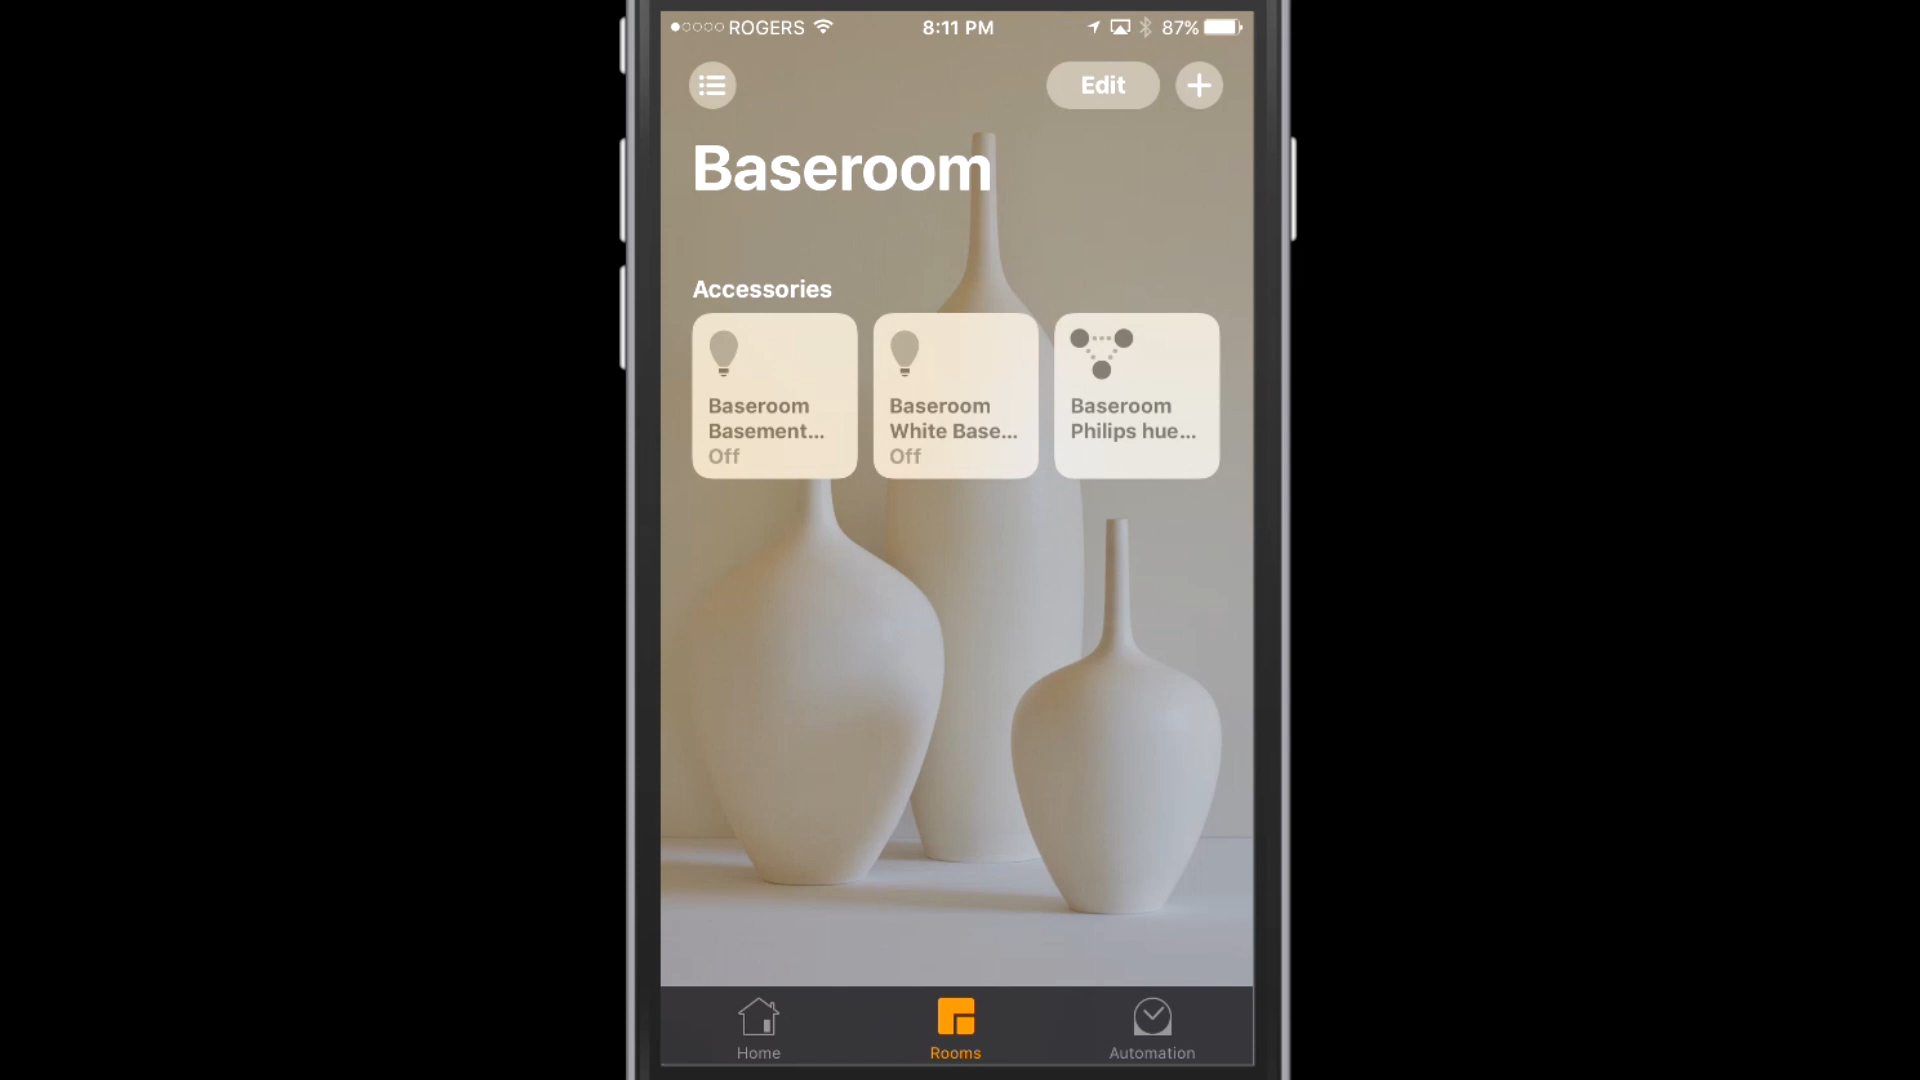 ROGERS 8:11 PM 87%
Edit
Baseroom
Accessories
Baseroom
Basement...
Off
Baseroom
White Base...
Off
Baseroom
Philips hue...
Home Rooms Automation